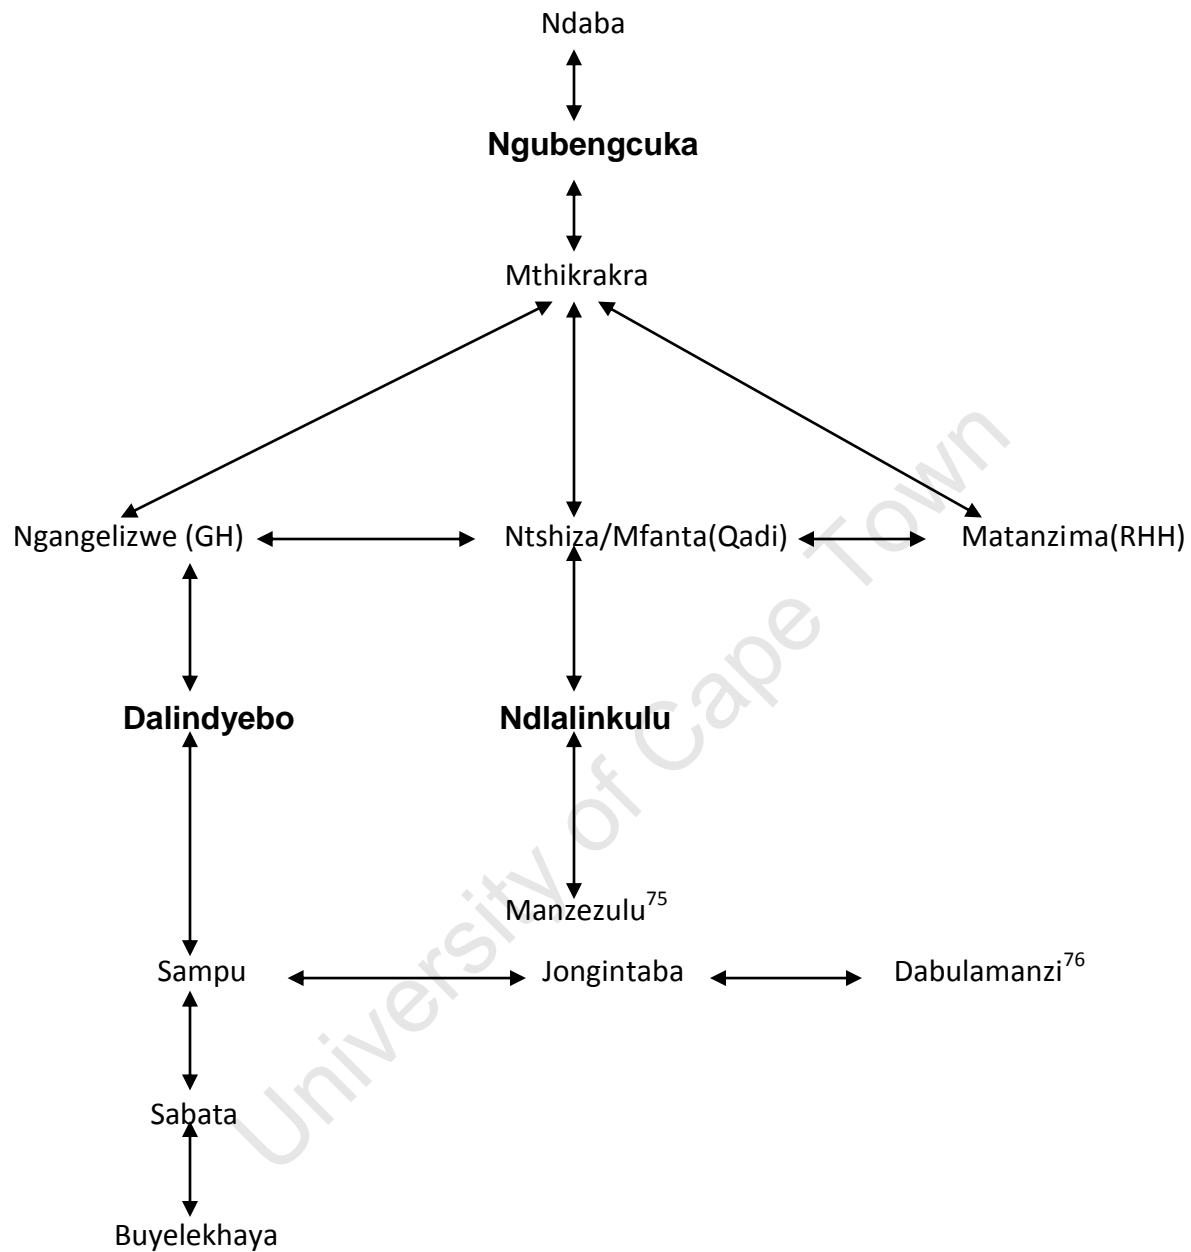 Ndaba
Ngubengcuka
Mthikrakra
Ngangelizwe (GH) Ntshiza/Mfanta(Qadi) Matanzima(RHH)
Dalindyebo Ndlalinkulu
Manzezulu75
Sampu Jongintaba Dabulamanzi76
Sabata
Buyelekhaya
University of Cape Town